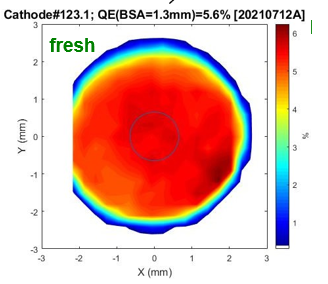 Cathode#123.1; QE(BSA=1.3mm)=5.6% [20210712A]
fresh
3
2
1
0
-1
-2
-3
Y (mm)
-3 -2 -1 0 1 2 3
X (mm)
6
5
4
3
2
1
%